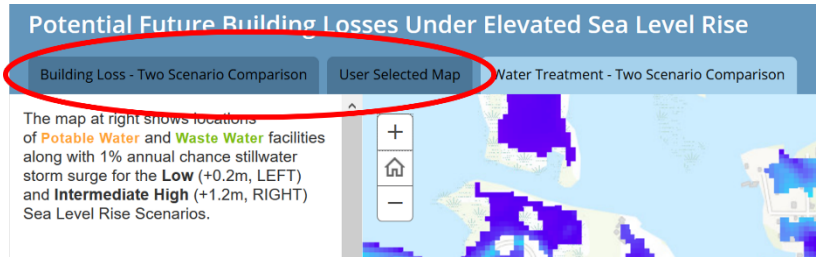 Potential Future Building Losses Under Elevated Sea Level Rise
Building Loss - Two Scenario Comparison
User Selected Map
Water Treatment - Two Scenario Comparison
The map at right shows locations
of Potable Water and Waste Water facilities
along with 1% annual chance stillwater
storm surge for the Low (+0.2m, LEFT)
and Intermediate High (+1.2m, RIGHT)
Sea Level Rise Scenarios.